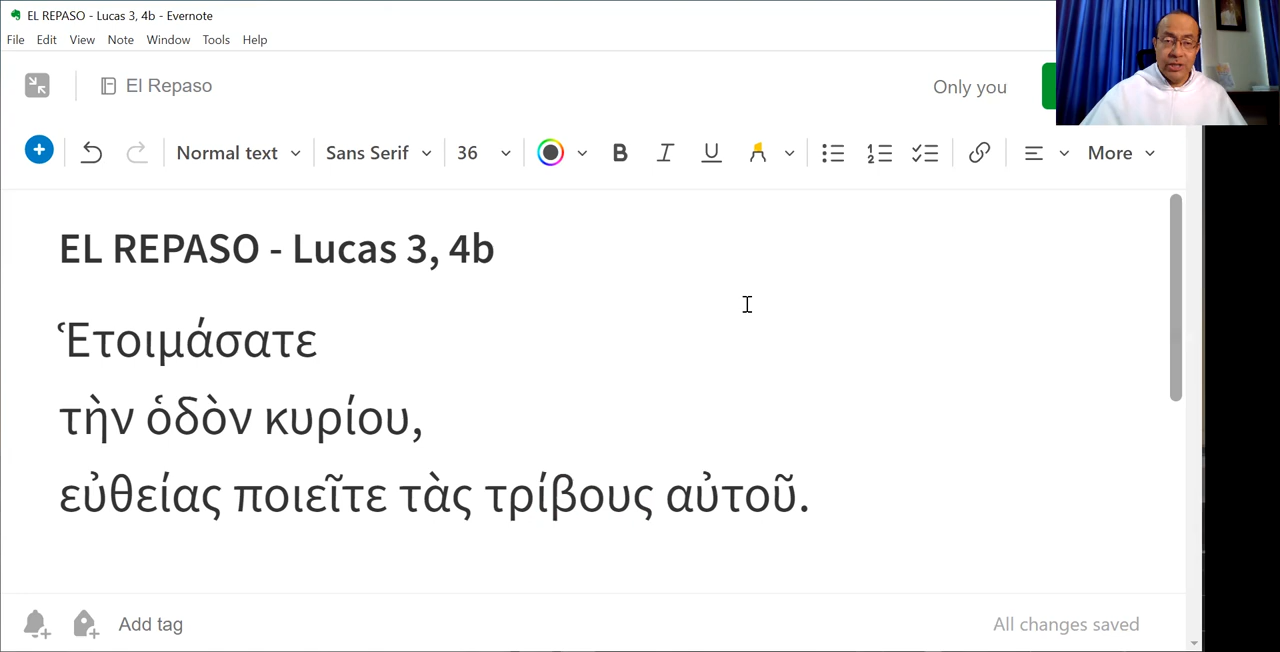 EL REPASO - Lucas 3, 4b - Evernote
File Edit View Note Window Tools Help
El Repaso
Only you
Normal text Sans Serif 36 B I U More
EL REPASO - Lucas 3, 4b
Ἑτοιμάσατε
τὴν ὁδὸν κυρίου,
εὐθείας ποιεῖτε τὰς τρίβους αὐτοῦ.
Add tag
All changes saved